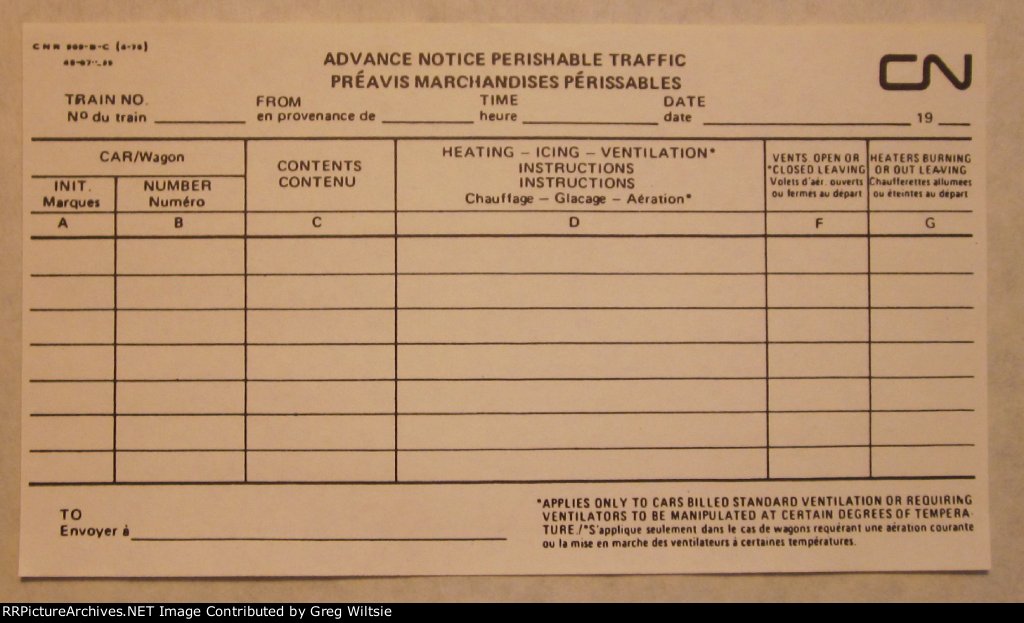 CNR
ADVANCE NOTICE PERISHABLE TRAFFIC
CN
PRÉAVIS MARCHANDISES PÉRISSABLES
TRAIN NO. FROM TIME DATE
Nº du train en provenance de heure date 19
CAR/Wagon
INIT.
Marques
NUMBER
Numéro
CONTENTS
CONTENU
HEATING – ICING – VENTILATION*
INSTRUCTIONS
INSTRUCTIONS
Chauffage – Glacage – Aération*
VENTS OPEN OR
*CLOSED LEAVING
Volets d'aér. ouverts
ou fermés au départ
HEATERS BURNING
OR OUT LEAVING
Chaufferettes allumées
ou éteintes au départ
A B C D F G
TO
Envoyer à
*APPLIES ONLY TO CARS BILLED STANDARD VENTILATION OR REQUIRING
VENTILATORS TO BE MANIPULATED AT CERTAIN DEGREES OF TEMPERA-
TURE./*S'applique seulement dans le cas de wagons requérant une aération courante
ou la mise en marche des ventilateurs à certaines températures.
RRPictureArchives.NET Image Contributed by Greg Wiltsie